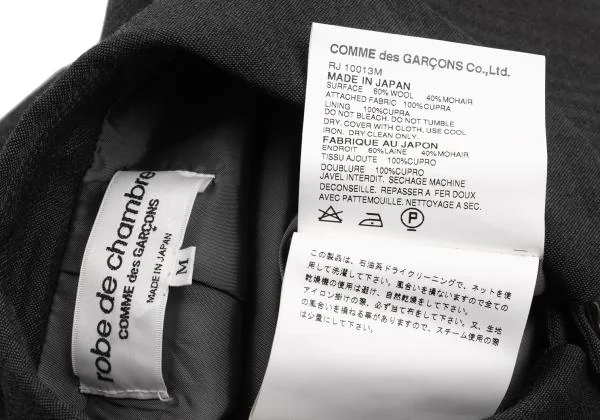 robe de chambre
COMME des GARÇONS
MADE IN JAPAN
M
COMME des GARÇONS Co.,Ltd.
RJ 10013M
MADE IN JAPAN
SURFACE 60%WOOL 40%MOHAIR
ATTACHED FABRIC 100%CUPRA
LINING 100%CUPRA
DO NOT BLEACH. DO NOT TUMBLE
DRY. COVER WITH CLOTH, USE COOL
IRON. DRY CLEAN ONLY.
FABRIQUE AU JAPON
ENDROIT 60%LAINE 40%MOHAIR
TISSU AJOUTE 100%CUPRO
DOUBLURE 100%CUPRO
JAVEL INTERDIT. SECHAGE MACHINE
DECONSEILLE. REPASSER A FER DOUX
AVEC PATTEMOUILLE. NETTOYAGE A SEC.
P
この製品は、石油系ドライクリーニングで、ネットを使
用して洗濯して下さい。風合いを損ないますので全ての
乾燥機の使用は避け、自然乾燥をして下さい。
アイロン掛けの際、必ず当て布をして下さい。又、生地
の風合いを損ねる事がありますので、スチーム使用の際
は少量にして下さい。